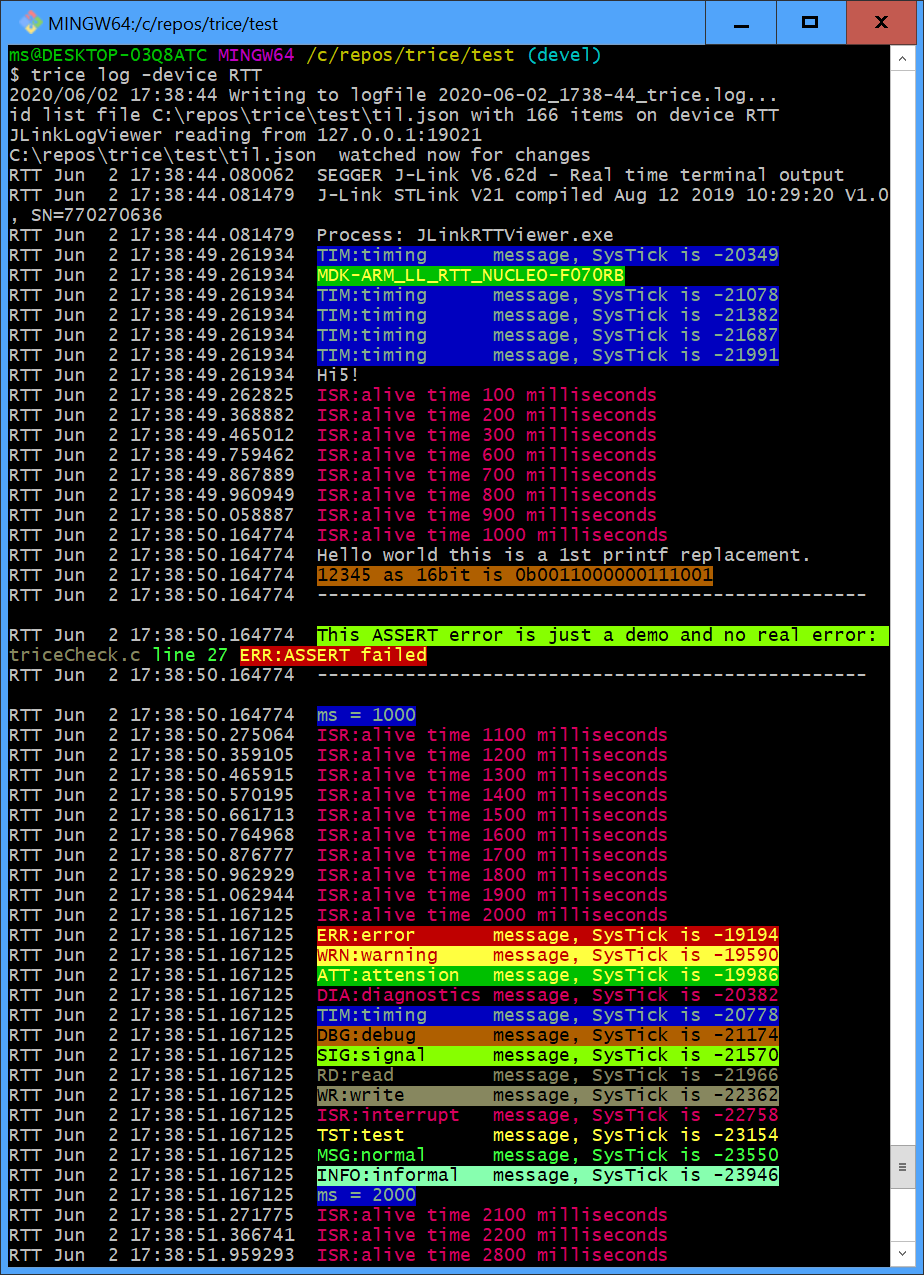 MINGW64:/c/repos/trice/test
ms@DESKTOP-03Q8ATC MINGW64 /c/repos/trice/test (devel)
$ trice log -device RTT
2020/06/02 17:38:44 Writing to logfile 2020-06-02_1738-44_trice.log...
id list file C:\repos\trice\test\til.json with 166 items on device RTT
JLinkLogViewer reading from 127.0.0.1:19021
C:\repos\trice\test\til.json  watched now for changes
RTT Jun  2 17:38:44.080062  SEGGER J-Link V6.62d - Real time terminal output
RTT Jun  2 17:38:44.081479  J-Link STLink V21 compiled Aug 12 2019 10:29:20 V1.0
, SN=770270636
RTT Jun  2 17:38:44.081479  Process: JLinkRTTViewer.exe
RTT Jun  2 17:38:49.261934  TIM:timing      message, SysTick is -20349
RTT Jun  2 17:38:49.261934  MDK-ARM_LL_RTT_NUCLEO-F070RB
RTT Jun  2 17:38:49.261934  TIM:timing      message, SysTick is -21078
RTT Jun  2 17:38:49.261934  TIM:timing      message, SysTick is -21382
RTT Jun  2 17:38:49.261934  TIM:timing      message, SysTick is -21687
RTT Jun  2 17:38:49.261934  TIM:timing      message, SysTick is -21991
RTT Jun  2 17:38:49.261934  Hi5!
RTT Jun  2 17:38:49.262825  ISR:alive time 100 milliseconds
RTT Jun  2 17:38:49.368882  ISR:alive time 200 milliseconds
RTT Jun  2 17:38:49.465012  ISR:alive time 300 milliseconds
RTT Jun  2 17:38:49.759462  ISR:alive time 600 milliseconds
RTT Jun  2 17:38:49.867889  ISR:alive time 700 milliseconds
RTT Jun  2 17:38:49.960949  ISR:alive time 800 milliseconds
RTT Jun  2 17:38:50.058887  ISR:alive time 900 milliseconds
RTT Jun  2 17:38:50.164774  ISR:alive time 1000 milliseconds
RTT Jun  2 17:38:50.164774  Hello world this is a 1st printf replacement.
RTT Jun  2 17:38:50.164774  12345 as 16bit is 0b0011000000111001
RTT Jun  2 17:38:50.164774  --------------------------------------------------
RTT Jun  2 17:38:50.164774  This ASSERT error is just a demo and no real error:
triceCheck.c line 27 ERR:ASSERT failed
RTT Jun  2 17:38:50.164774  --------------------------------------------------
RTT Jun  2 17:38:50.164774  ms = 1000
RTT Jun  2 17:38:50.275064  ISR:alive time 1100 milliseconds
RTT Jun  2 17:38:50.359105  ISR:alive time 1200 milliseconds
RTT Jun  2 17:38:50.465915  ISR:alive time 1300 milliseconds
RTT Jun  2 17:38:50.570195  ISR:alive time 1400 milliseconds
RTT Jun  2 17:38:50.661713  ISR:alive time 1500 milliseconds
RTT Jun  2 17:38:50.764968  ISR:alive time 1600 milliseconds
RTT Jun  2 17:38:50.876777  ISR:alive time 1700 milliseconds
RTT Jun  2 17:38:50.962929  ISR:alive time 1800 milliseconds
RTT Jun  2 17:38:51.062944  ISR:alive time 1900 milliseconds
RTT Jun  2 17:38:51.167125  ISR:alive time 2000 milliseconds
RTT Jun  2 17:38:51.167125  ERR:error       message, SysTick is -19194
RTT Jun  2 17:38:51.167125  WRN:warning     message, SysTick is -19590
RTT Jun  2 17:38:51.167125  ATT:attension   message, SysTick is -19986
RTT Jun  2 17:38:51.167125  DIA:diagnostics message, SysTick is -20382
RTT Jun  2 17:38:51.167125  TIM:timing      message, SysTick is -20778
RTT Jun  2 17:38:51.167125  DBG:debug       message, SysTick is -21174
RTT Jun  2 17:38:51.167125  SIG:signal      message, SysTick is -21570
RTT Jun  2 17:38:51.167125  RD:read         message, SysTick is -21966
RTT Jun  2 17:38:51.167125  WR:write        message, SysTick is -22362
RTT Jun  2 17:38:51.167125  ISR:interrupt   message, SysTick is -22758
RTT Jun  2 17:38:51.167125  TST:test        message, SysTick is -23154
RTT Jun  2 17:38:51.167125  MSG:normal      message, SysTick is -23550
RTT Jun  2 17:38:51.167125  INFO:informal   message, SysTick is -23946
RTT Jun  2 17:38:51.167125  ms = 2000
RTT Jun  2 17:38:51.271775  ISR:alive time 2100 milliseconds
RTT Jun  2 17:38:51.366741  ISR:alive time 2200 milliseconds
RTT Jun  2 17:38:51.959293  ISR:alive time 2800 milliseconds